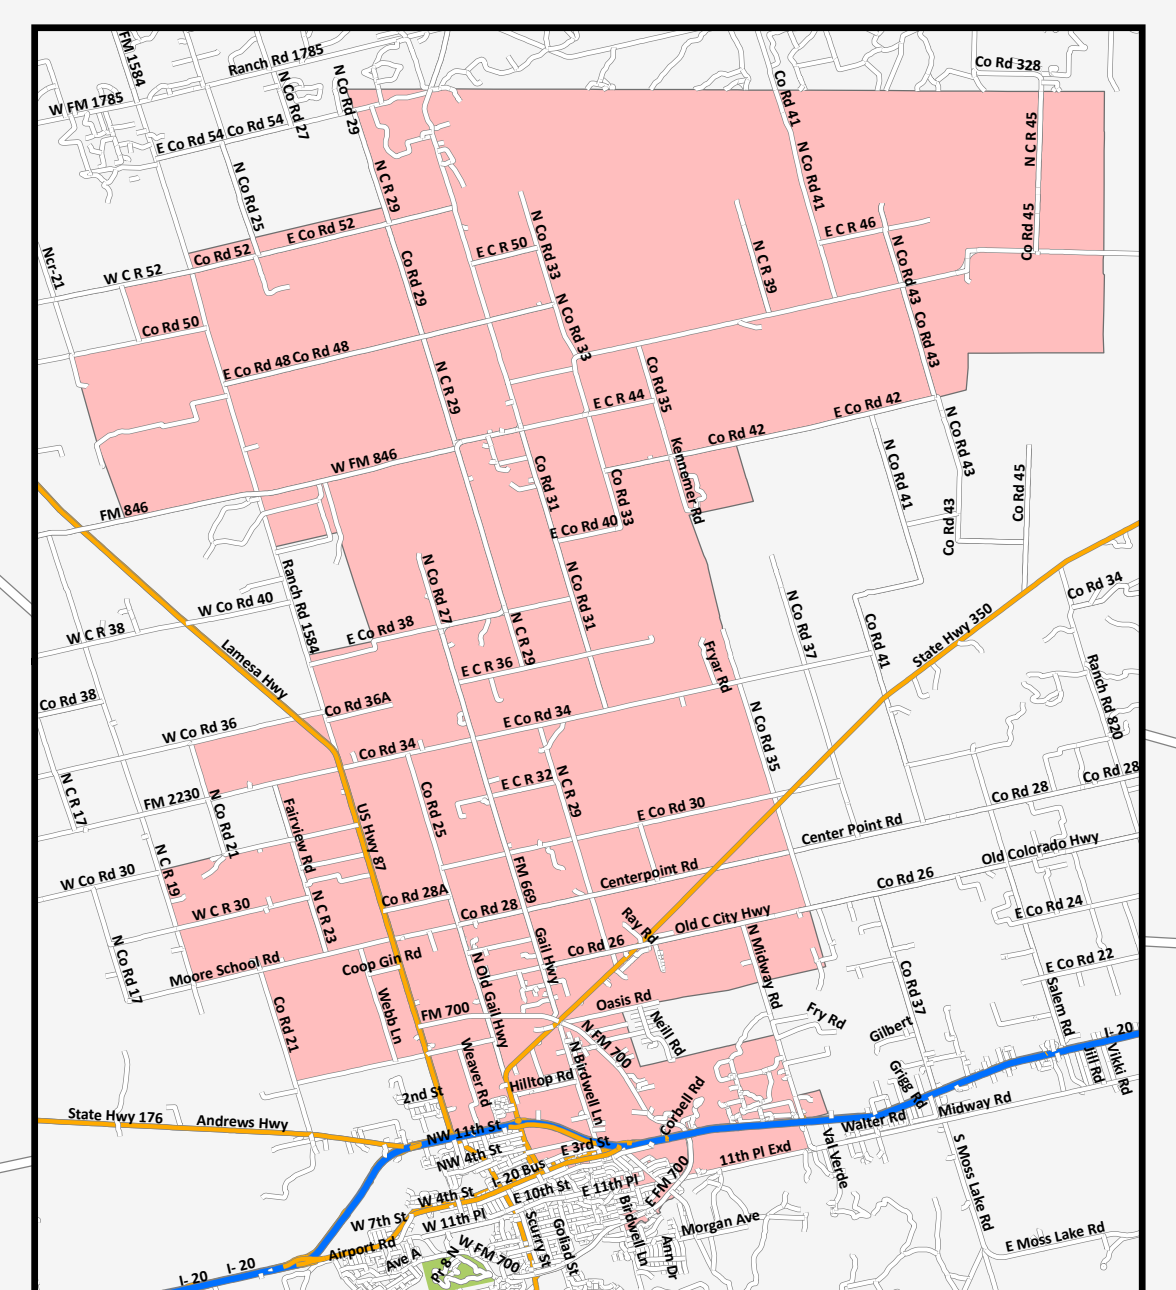 FM 1584
Ranch Rd 1785
Co Rd 328
W FM 1785
N Co Rd 27
N Co Rd 29
Co Rd 41
E Co Rd 54
Co Rd 54
N C R 45
N Co Rd 25
N C R 29
N Co Rd 41
Co Rd 45
Ncr-21
W C R 52
Co Rd 52
E Co Rd 52
Co Rd 29
E C R 50
N Co Rd 33
N C R 39
E C R 46
N Co Rd 43
Co Rd 50
N Co Rd 33
Co Rd 43
E Co Rd 48
Co Rd 48
N C R 29
Co Rd 35
E C R 44
E Co Rd 42
Co Rd 42
N Co Rd 43
W FM 846
Kennemer Rd
N Co Rd 41
Co Rd 45
FM 846
Co Rd 31
Co Rd 33
E Co Rd 40
Co Rd 43
Ranch Rd 1584
N Co Rd 27
N Co Rd 31
N Co Rd 37
Co Rd 34
W Co Rd 40
W C R 38
E Co Rd 38
N C R 29
Co Rd 41
State Hwy 350
Lamesa Hwy
E C R 36
Fryar Rd
Ranch Rd 820
Co Rd 38
Co Rd 36A
W Co Rd 36
E Co Rd 34
N Co Rd 35
Co Rd 34
N C R 17
FM 2230
N Co Rd 21
Fairview Rd
US Hwy 87
Co Rd 25
E C R 32
N C R 29
E Co Rd 30
Co Rd 28
Co Rd 28
Center Point Rd
Old Colorado Hwy
W Co Rd 30
N C R 19
FM 669
Centerpoint Rd
Co Rd 26
W C R 30
N C R 23
Co Rd 28A
Co Rd 28
Ray Rd
Old C City Hwy
E Co Rd 24
N Co Rd 17
Moore School Rd
Coop Gin Rd
N Old Gail Hwy
Gail Hwy
Co Rd 26
N Midway Rd
Co Rd 37
E Co Rd 22
Co Rd 21
Webb Ln
FM 700
Oasis Rd
Neill Rd
Fry Rd
Gilbert
Salem Rd
I- 20
Weaver Rd
N FM 700
N Birdwell Ln
Jill Rd
Vikki Rd
2nd St
Hilltop Rd
Corbell Rd
Grigg Rd
Midway Rd
State Hwy 176
Andrews Hwy
NW 11th St
Walter Rd
E 3rd St
NW 4th St
11th Pl Exd
Val Verde
S Moss Lake Rd
I- 20 Bus
E FM 700
W 4th St
E 10th St
E 11th Pl
W 7th St
W 11th Pl
Scurry St
Goliad St
Birdwell Ln
Morgan Ave
E Moss Lake Rd
Airport Rd
Ave A
W FM 700
Ann Dr
Pr 8 N
I- 20
I- 20